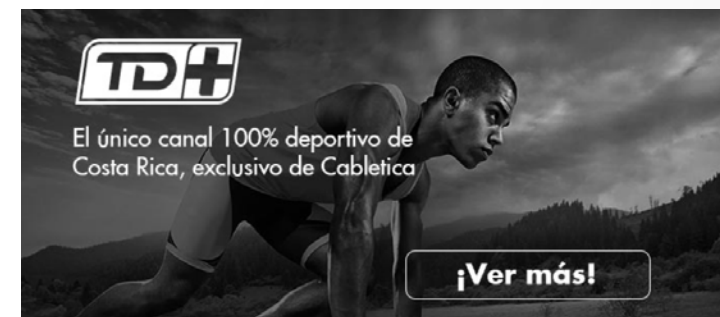 TD+
El único canal 100% deportivo de
Costa Rica, exclusivo de Cabletica
¡Ver más!